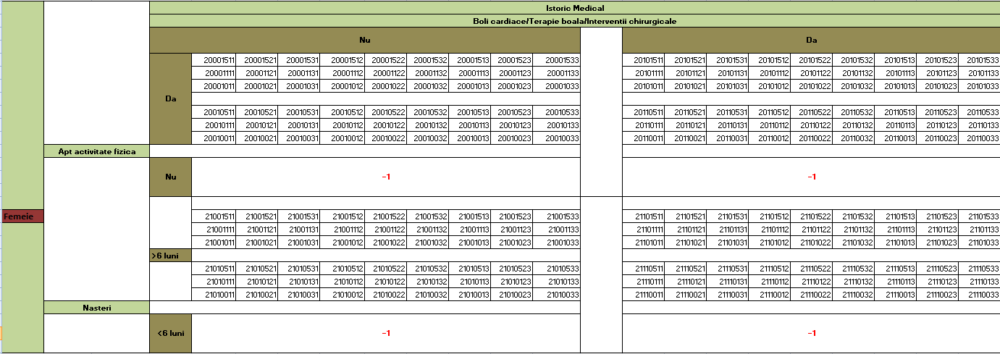 Istoric Medical
Boli cardiace/Terapie boala/Interventii chirurgicale
Nu Da
20001511 20001521 20001531 20001512 20001522 20001532 20001513 20001523 20001533 20101511 20101521 20101531 20101512 20101522 20101532 20101513 20101523 20101533
20001111 20001121 20001131 20001112 20001122 20001132 20001113 20001123 20001133 20101111 20101121 20101131 20101112 20101122 20101132 20101113 20101123 20101133
20001011 20001021 20001031 20001012 20001022 20001032 20001013 20001023 20001033 20101011 20101021 20101031 20101012 20101022 20101032 20101013 20101023 20101033
Da
20010511 20010521 20010531 20010512 20010522 20010532 20010513 20010523 20010533 20110511 20110521 20110531 20110512 20110522 20110532 20110513 20110523 20110533
20010111 20010121 20010131 20010112 20010122 20010132 20010113 20010123 20010133 20110111 20110121 20110131 20110112 20110122 20110132 20110113 20110123 20110133
20010011 20010021 20010031 20010012 20010022 20010032 20010013 20010023 20010033 20110011 20110021 20110031 20110012 20110022 20110032 20110013 20110023 20110033
Apt activitate fizica
Nu -1 -1
Femeie 21001511 21001521 21001531 21001512 21001522 21001532 21001513 21001523 21001533 21101511 21101521 21101531 21101512 21101522 21101532 21101513 21101523 21101533
21001111 21001121 21001131 21001112 21001122 21001132 21001113 21001123 21001133 21101111 21101121 21101131 21101112 21101122 21101132 21101113 21101123 21101133
21001011 21001021 21001031 21001012 21001022 21001032 21001013 21001023 21001033 21101011 21101021 21101031 21101012 21101022 21101032 21101013 21101023 21101033
>6 luni
21010511 21010521 21010531 21010512 21010522 21010532 21010513 21010523 21010533 21110511 21110521 21110531 21110512 21110522 21110532 21110513 21110523 21110533
21010111 21010121 21010131 21010112 21010122 21010132 21010113 21010123 21010133 21110111 21110121 21110131 21110112 21110122 21110132 21110113 21110123 21110133
21010011 21010021 21010031 21010012 21010022 21010032 21010013 21010023 21010033 21110011 21110021 21110031 21110012 21110022 21110032 21110013 21110023 21110033
Nasteri
<6 luni -1 -1